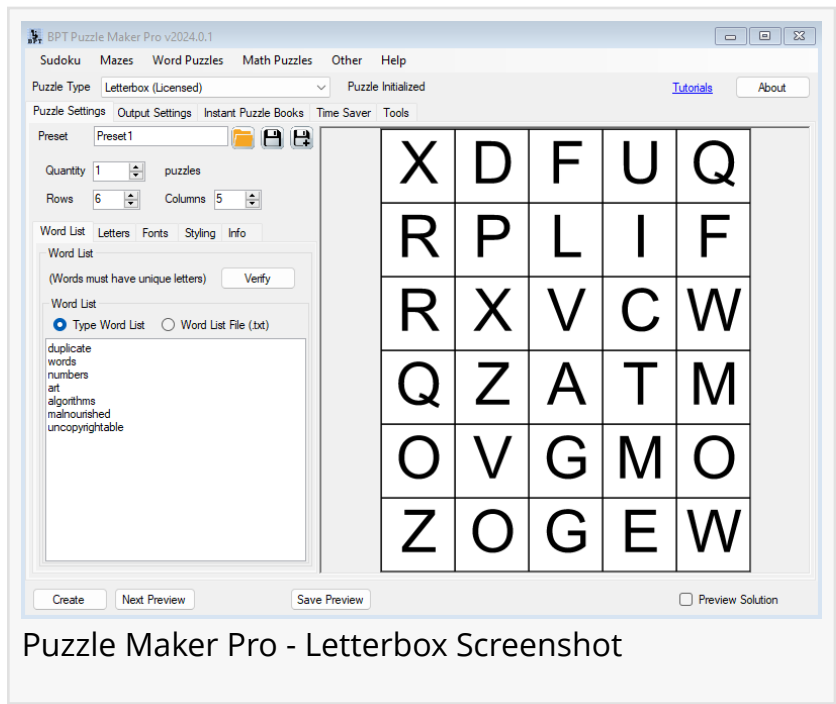 BPT Puzzle Maker Pro v2024.0.1
Sudoku Mazes Word Puzzles Math Puzzles Other Help
Puzzle Type Letterbox (Licensed) Puzzle Initialized Tutorials About
Puzzle Settings Output Settings Instant Puzzle Books Time Saver Tools
Preset Preset1
Quantity 1 puzzles
Rows 6 Columns 5
Word List Letters Fonts Styling Info
Word List
(Words must have unique letters) Verify
Word List
Type Word List Word List File (.txt)
duplicate
words
numbers
art
algorithms
malnourished
uncopyrightable
X D F U Q
R P L I F
R X V C W
Q Z A T M
O V G M O
Z O G E W
Create Next Preview Save Preview Preview Solution
Puzzle Maker Pro - Letterbox Screenshot